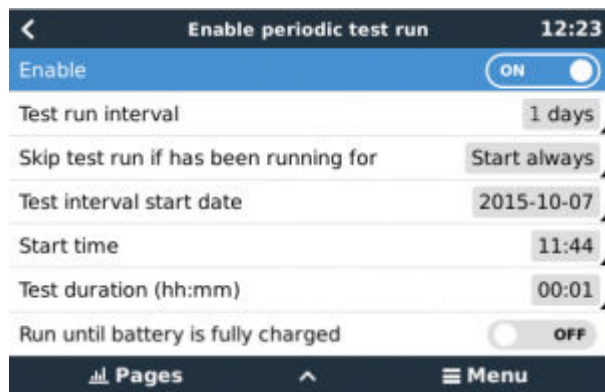 Enable periodic test run 12:23
Enable ON
Test run interval 1 days
Skip test run if has been running for Start always
Test interval start date 2015-10-07
Start time 11:44
Test duration (hh:mm) 00:01
Run until battery is fully charged OFF
Pages Menu